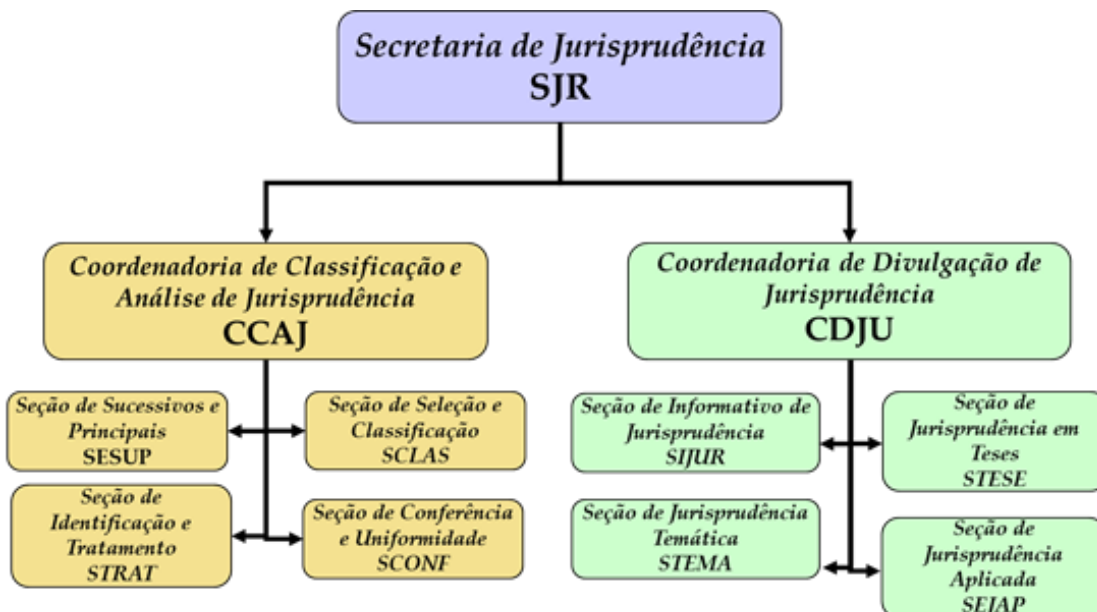 Secretaria de Jurisprudência
SJR
Coordenadoria de Classificação e
Análise de Jurisprudência
CCAJ
Coordenadoria de Divulgação de
Jurisprudência
CDJU
Seção de Sucessivos e
Principais
SESUP
Seção de Seleção e
Classificação
SCLAS
Seção de
Identificação e
Tratamento
STRAT
Seção de Conferência
e Uniformidade
SCONF
Seção de Informativo de
Jurisprudência
SIJUR
Seção de
Jurisprudência em
Teses
STESE
Seção de Jurisprudência
Temática
STEMA
Seção de
Jurisprudência
Aplicada
SEJAP